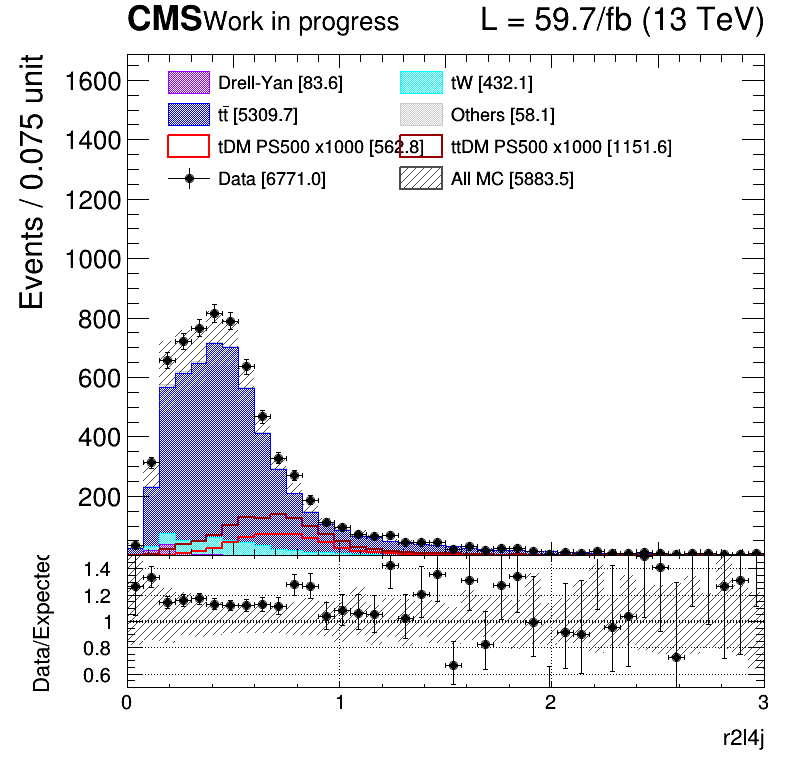 CMS Work in progress L = 59.7/fb (13 TeV)
Events / 0.075 unit
1600
1400
1200
1000
800
600
400
200
Drell-Yan [83.6] tW [432.1]
tt̄ [5309.7] Others [58.1]
tDM PS500 x1000 [562.8] ttDM PS500 x1000 [1151.6]
Data [6771.0] All MC [5883.5]
Data/Expected
1.4
1.2
1
0.8
0.6
0 1 2 3
r2l4j